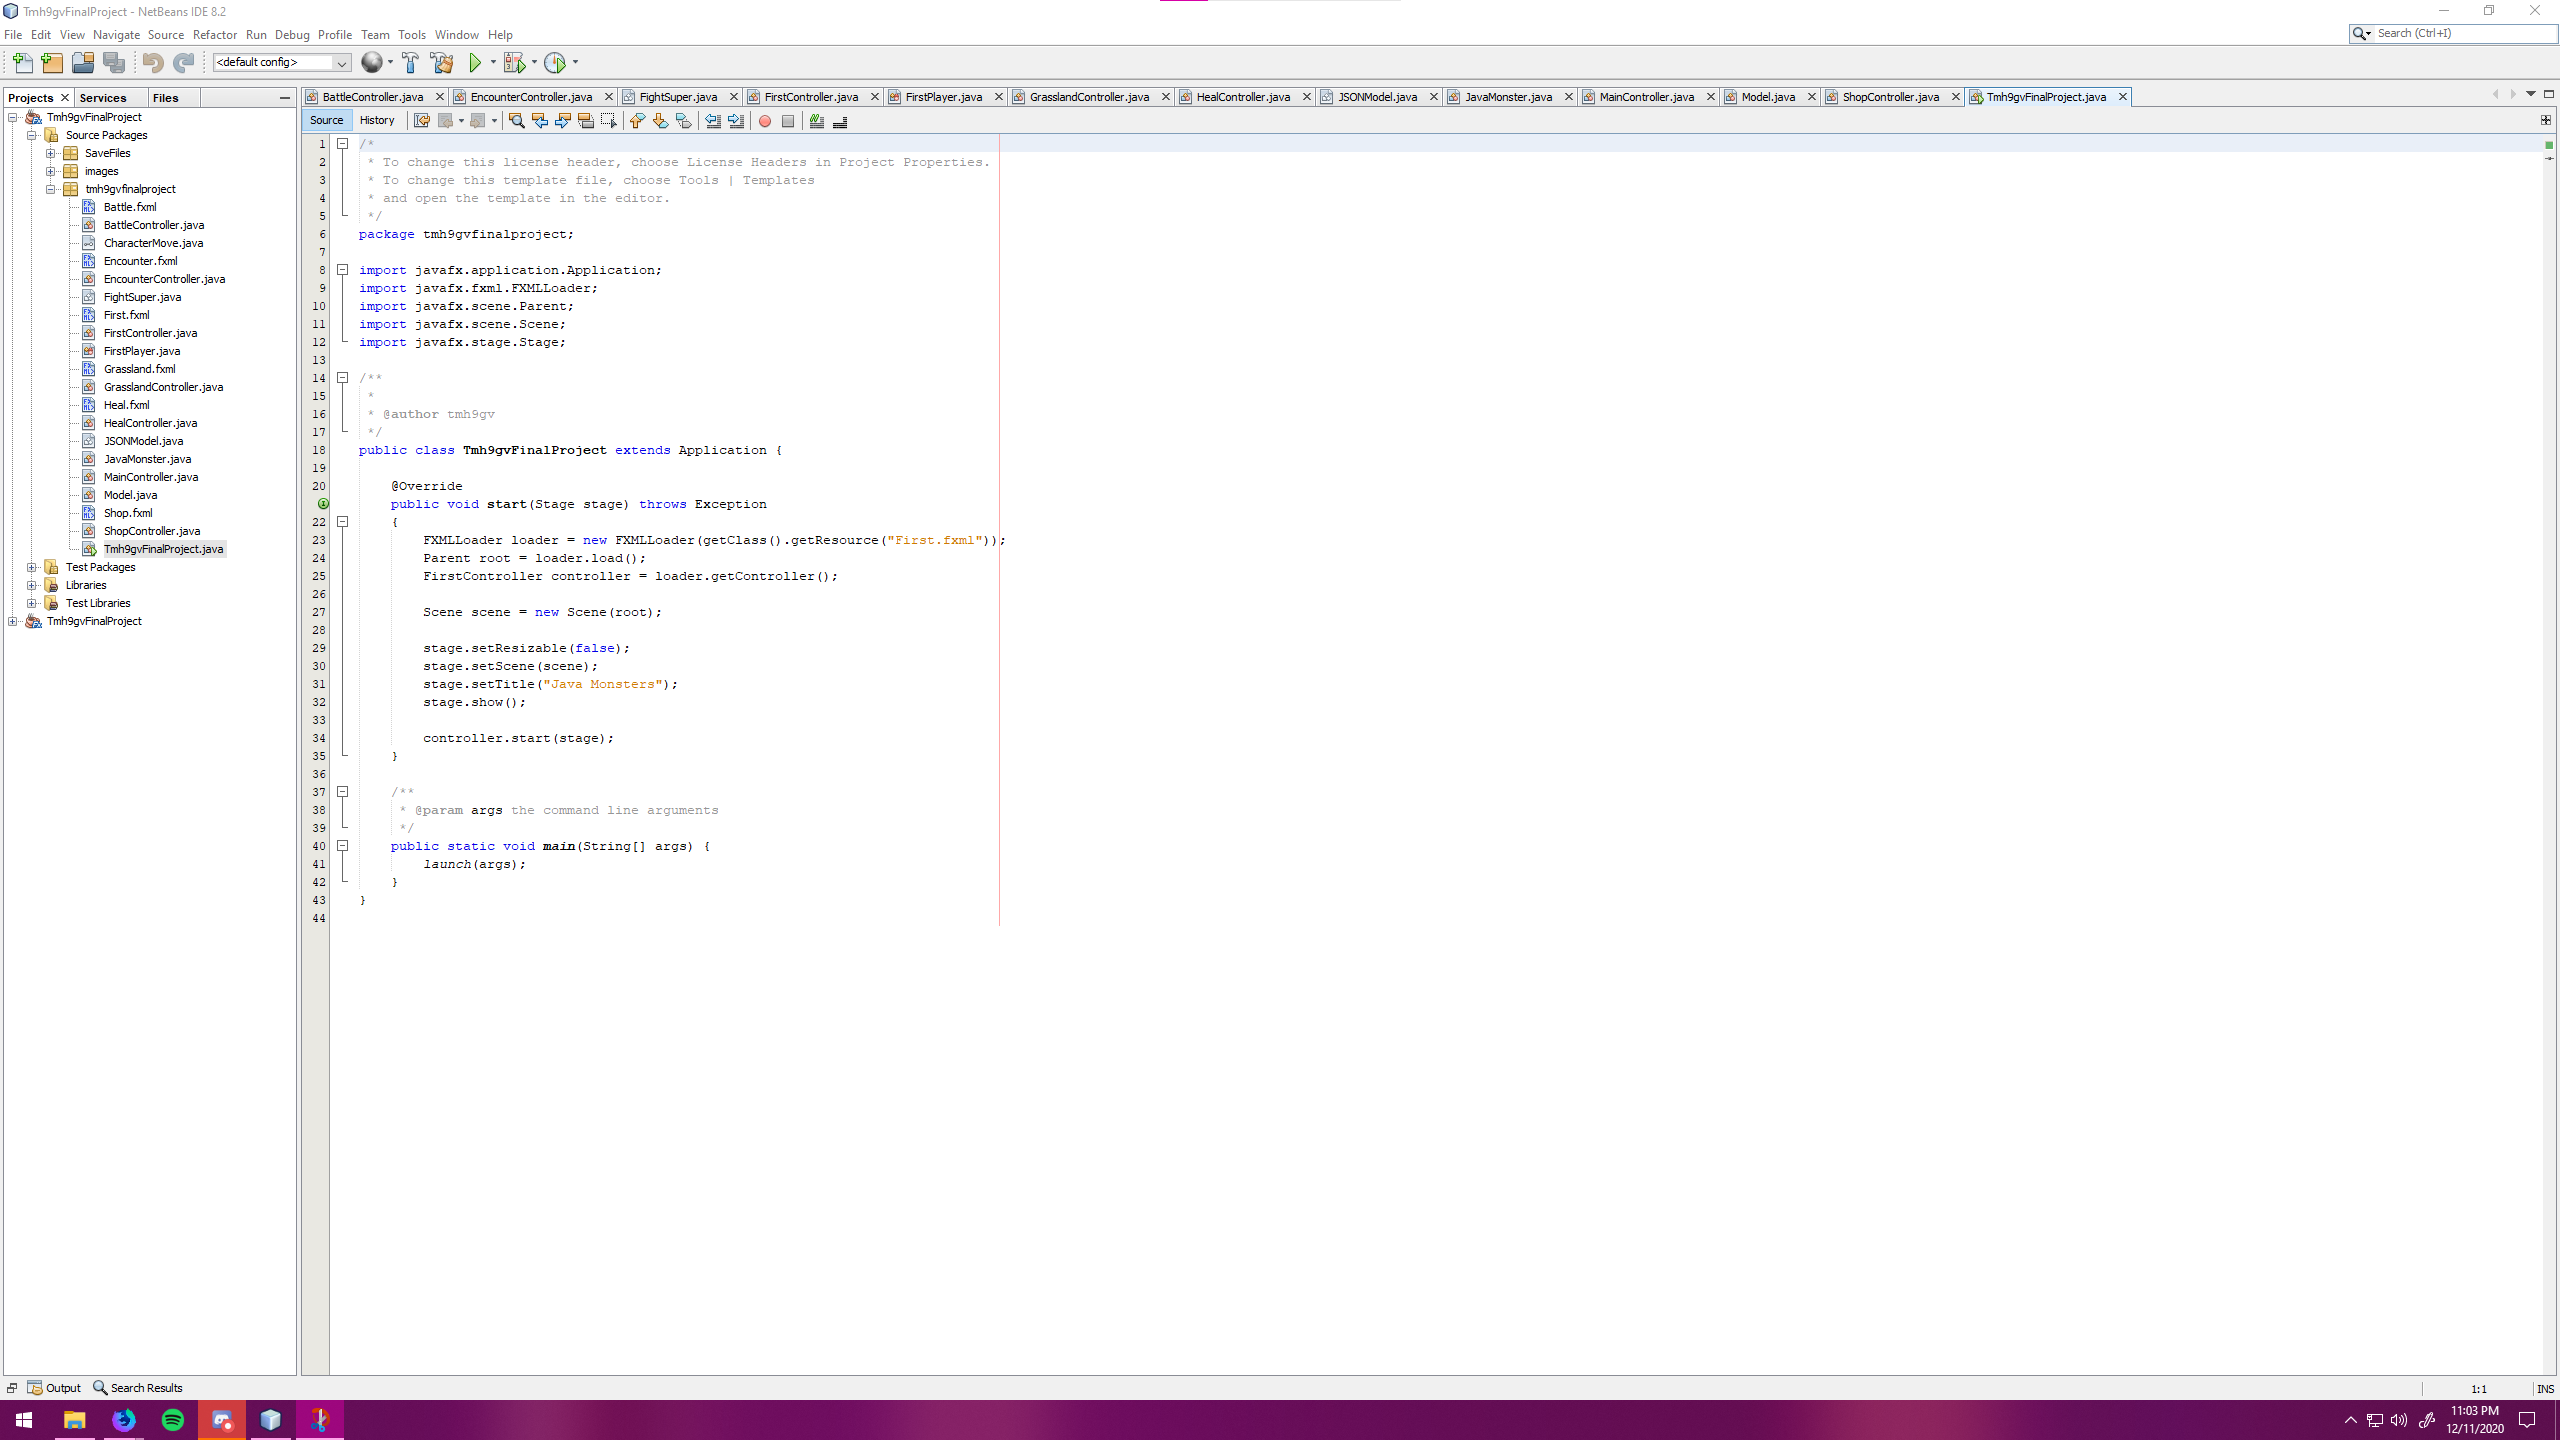 Tmh9gvFinalProject - NetBeans IDE 8.2
File Edit View Navigate Source Refactor Run Debug Profile Team Tools Window Help
Search (Ctrl+I)
<default config>
Projects Services Files
BattleController.java EncounterController.java FightSuper.java FirstController.java FirstPlayer.java GrasslandController.java HealController.java JSONModel.java JavaMonster.java MainController.java Model.java ShopController.java Tmh9gvFinalProject.java
Source History
Tmh9gvFinalProject
Source Packages
SaveFiles
images
tmh9gvfinalproject
Battle.fxml
BattleController.java
CharacterMove.java
Encounter.fxml
EncounterController.java
FightSuper.java
First.fxml
FirstController.java
FirstPlayer.java
Grassland.fxml
GrasslandController.java
Heal.fxml
HealController.java
JSONModel.java
JavaMonster.java
MainController.java
Model.java
Shop.fxml
ShopController.java
Tmh9gvFinalProject.java
Test Packages
Libraries
Test Libraries
Tmh9gvFinalProject
1 /*
2 * To change this license header, choose License Headers in Project Properties.
3 * To change this template file, choose Tools | Templates
4 * and open the template in the editor.
5 */
6 package tmh9gvfinalproject;
7
8 import javafx.application.Application;
9 import javafx.fxml.FXMLLoader;
10 import javafx.scene.Parent;
11 import javafx.scene.Scene;
12 import javafx.stage.Stage;
13
14 /**
15 *
16 * @author tmh9gv
17 */
18 public class Tmh9gvFinalProject extends Application {
19
20 @Override
public void start(Stage stage) throws Exception
22 {
23 FXMLLoader loader = new FXMLLoader(getClass().getResource("First.fxml"));
24 Parent root = loader.load();
25 FirstController controller = loader.getController();
26
27 Scene scene = new Scene(root);
28
29 stage.setResizable(false);
30 stage.setScene(scene);
31 stage.setTitle("Java Monsters");
32 stage.show();
33
34 controller.start(stage);
35 }
36
37 /**
38 * @param args the command line arguments
39 */
40 public static void main(String[] args) {
41 launch(args);
42 }
43 }
44
Output Search Results
1:1 INS
11:03 PM
12/11/2020